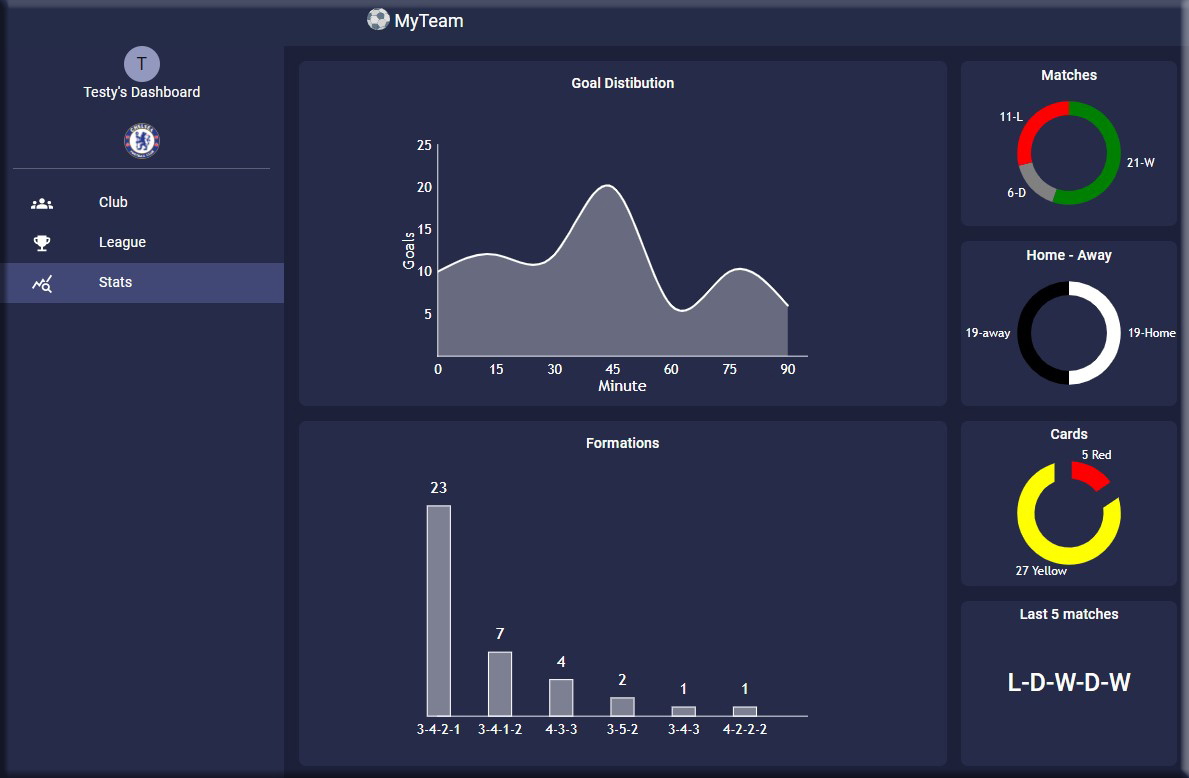 MyTeam
T
Testy's Dashboard
CHELSEA
FOOTBALL CLUB
Club
League
Stats
Goal Distibution
25
20
15
10
5
Goals
0 15 30 45 60 75 90
Minute
Formations
23
7
4
2
1
1
3-4-2-1 3-4-1-2 4-3-3 3-5-2 3-4-3 4-2-2-2
Matches
11-L
21-W
6-D
Home - Away
19-away
19-Home
Cards
5 Red
27 Yellow
Last 5 matches
L-D-W-D-W